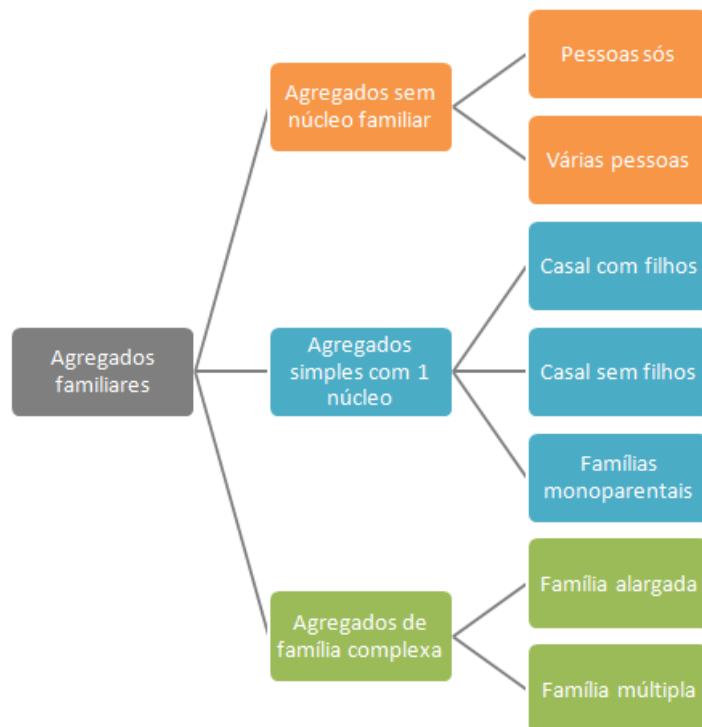 Agregados
familiares
Agregados sem
núcleo familiar
Pessoas sós
Várias pessoas
Agregados
simples com 1
núcleo
Casal com filhos
Casal sem filhos
Famílias
monoparentais
Agregados de
família complexa
Família alargada
Família múltipla